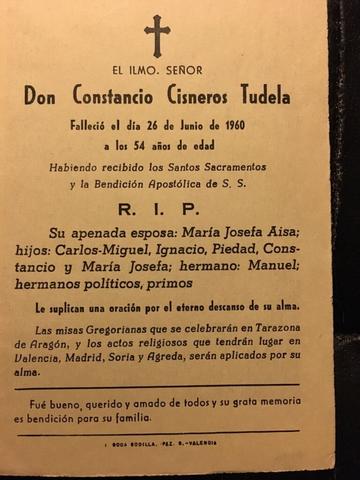 EL ILMO. SEÑOR
Don Constancio Cisneros Tudela
Falleció el día 26 de Junio de 1960
a los 54 años de edad
Habiendo recibido los Santos Sacramentos
y la Bendición Apostólica de S. S.
R. I. P.
Su apenada esposa: María Josefa Aisa;
hijos: Carlos-Miguel, Ignacio, Piedad, Cons-
tancio y María Josefa; hermano: Manuel;
hermanos políticos, primos
Le suplican una oración por el eterno descanso de su alma.
Las misas Gregorianas que se celebrarán en Tarazona
de Aragón, y los actos religiosos que tendrán lugar en
Valencia, Madrid, Soria y Agreda, serán aplicados por su
alma.
Fué bueno, querido y amado de todos y su grata memoria
es bendición para su familia.
PAZ, VALENCIA